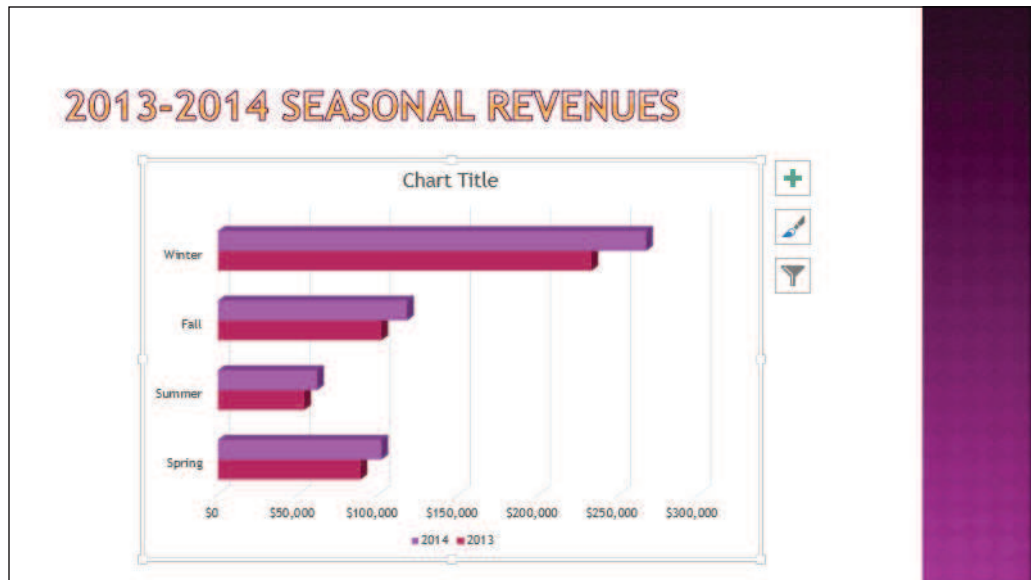 2013-2014 SEASONAL REVENUES
Chart Title
Winter
Fall
Summer
Spring
$0 $50,000 $100,000 $150,000 $200,000 $250,000 $300,000
2014 2013